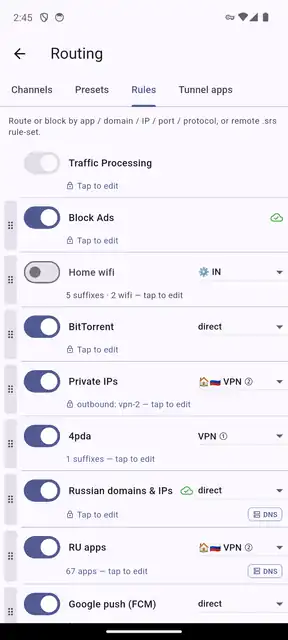 2:45
Routing
Channels Presets Rules Tunnel apps
Route or block by app / domain / IP / port / protocol, or remote .srs
rule-set.
Traffic Processing
Tap to edit
Block Ads
Tap to edit
Home wifi IN
5 suffixes · 2 wifi — tap to edit
BitTorrent direct
Tap to edit
Private IPs VPN ②
outbound: vpn-2 — tap to edit
4pda VPN ①
1 suffixes — tap to edit
Russian domains & IPs direct
Tap to edit DNS
RU apps VPN ②
67 apps — tap to edit DNS
Google push (FCM) direct